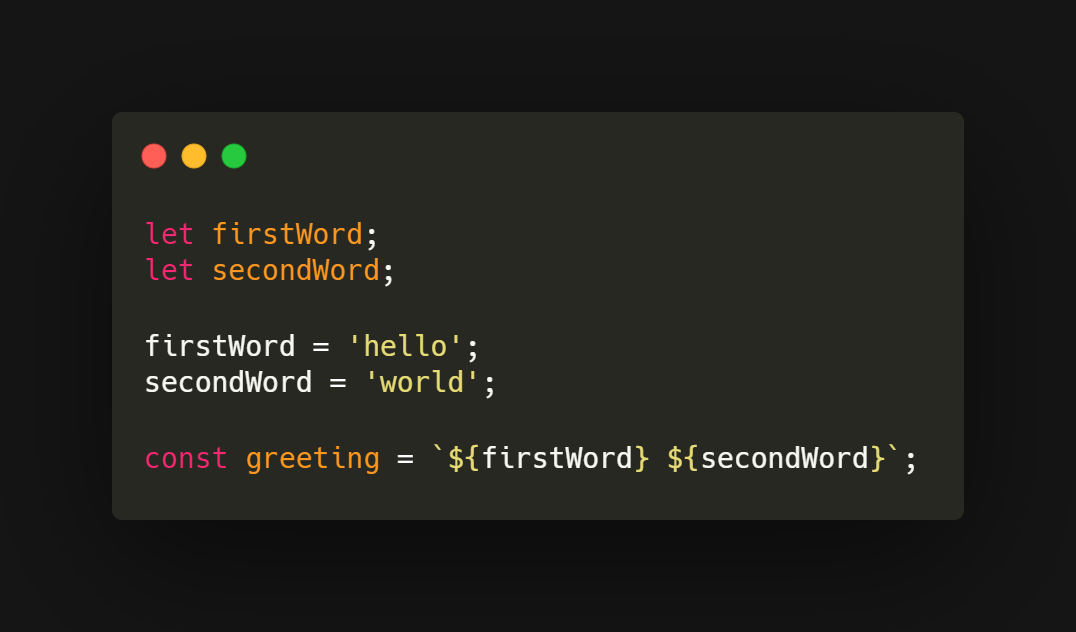 let firstWord;
let secondWord;
firstWord = 'hello';
secondWord = 'world';
const greeting = `${firstWord} ${secondWord}`;